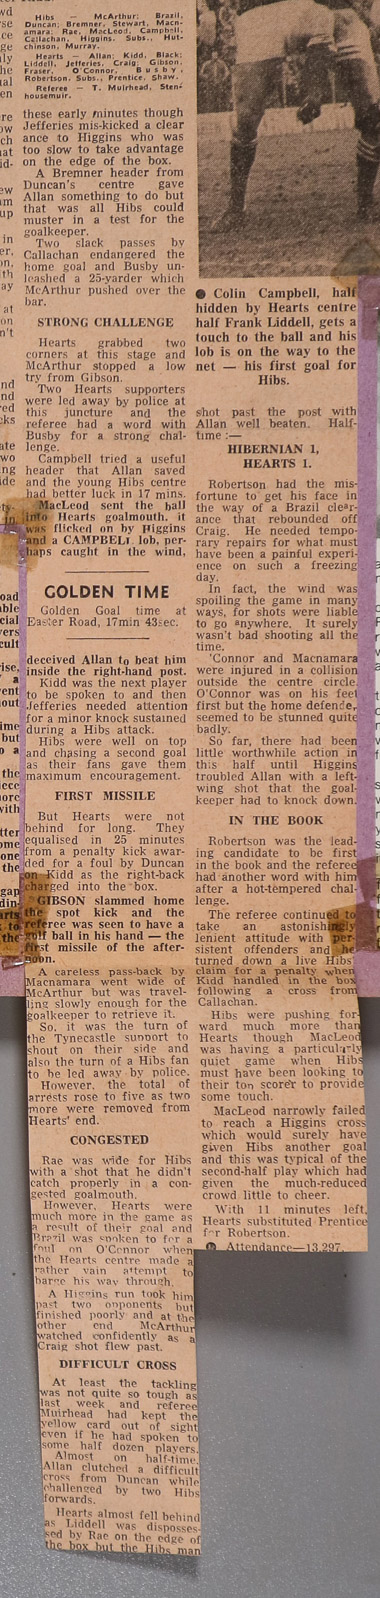 Hibs — McArthur: Brazil,
Duncan; Bremner, Stewart, Macn-
amara: Rae, MacLeod, Campbell,
Callachan, Higgins. Subs., Hut-
chinson, Murray.
Hearts — Allan: Kidd, Black;
Liddell, Jefferies, Craig: Gibson,
Fraser, O'Connor, Busby,
Robertson. Subs., Prentice, Shaw.
Referee — T. Muirhead, Sten-
housemuir.
these early minutes though
Jefferies mis-kicked a clear
ance to Higgins who was
too slow to take advantage
on the edge of the box.
A Bremner header from
Duncan's centre gave
Allan something to do but
that was all Hibs could
muster in a test for the
goalkeeper.
Two slack passes by
Callachan endangered the
home goal and Busby un-
leashed a 25-yarder which
McArthur pushed over the
bar.
STRONG CHALLENGE
Hearts grabbed two
corners at this stage and
McArthur stopped a low
try from Gibson.
Two Hearts supporters
were led away by police at
this juncture and the
referee had a word with
Busby for a strong chal-
lenge.
Campbell tried a useful
header that Allan saved
and the young Hibs centre
had better luck in 17 mins.
MacLeod sent the ball
into Hearts goalmouth, it
was flicked on by Higgins
and a CAMPBELL lob, per-
haps caught in the wind,
GOLDEN TIME
Golden Goal time at
Easter Road, 17min 43sec.
deceived Allan to beat him
inside the right-hand post.
Kidd was the next player
to be spoken to and then
Jefferies needed attention
for a minor knock sustained
during a Hibs attack.
Hibs were well on top
and chasing a second goal
as their fans gave them
maximum encouragement.
FIRST MISSILE
But Hearts were not
behind for long. They
equalised in 25 minutes
from a penalty kick awar-
ded for a foul by Duncan
on Kidd as the right-back
charged into the box.
GIBSON slammed home
the spot kick and the
referee was seen to have a
golf ball in his hand — the
first missile of the after-
noon.
A careless pass-back by
Macnamara went wide of
McArthur but was travel-
ling slowly enough for the
goalkeeper to retrieve it.
So, it was the turn of
the Tynecastle support to
shout on their side and
also the turn of a Hibs fan
to be led away by police.
However, the total of
arrests rose to five as two
more were removed from
Hearts' end.
CONGESTED
Rae was wide for Hibs
with a shot that he didn't
catch properly in a con-
gested goalmouth.
However, Hearts were
much more in the game as
a result of their goal and
Brazil was spoken to for a
foul on O'Connor when
the Hearts centre made a
rather vain attempt to
barge his way through.
A Higgins run took him
past two opponents but
finished poorly and at the
other end McArthur
watched confidently as a
Craig shot flew past.
DIFFICULT CROSS
At least the tackling
was not quite so tough as
last week and referee
Muirhead had kept the
yellow card out of sight
even if he had spoken to
some half dozen players.
Almost on half-time,
Allan clutched a difficult
cross from Duncan while
challenged by two Hibs
forwards.
Hearts almost fell behind
as Liddell was disposses-
sed by Rae on the edge of
the box but the Hibs man
● Colin Campbell, half
hidden by Hearts centre
half Frank Liddell, gets a
touch to the ball and his
lob is on the way to the
net — his first goal for
Hibs.
shot past the post with
Allan well beaten. Half-
time :—
HIBERNIAN 1,
HEARTS 1.
Robertson had the mis-
fortune to get his face in
the way of a Brazil clear-
ance that rebounded off
Craig. He needed tempo-
rary repairs for what must
have been a painful experi-
ence on such a freezing
day.
In fact, the wind was
spoiling the game in many
ways, for shots were liable
to go anywhere. It surely
wasn't bad shooting all the
time.
'Connor and Macnamara
were injured in a collision
outside the centre circle.
O'Connor was on his feet
first but the home defende,
seemed to be stunned quite
badly.
So far, there had been
little worthwhile action in
this half until Higgins
troubled Allan with a left-
wing shot that the goal-
keeper had to knock down.
IN THE BOOK
Robertson was the lead-
ing candidate to be first
in the book and the referee
had another word with him
after a hot-tempered chal-
lenge.
The referee continued to
take an astonishingly
lenient attitude with per-
sistent offenders and he
turned down a live Hibs'
claim for a penalty when
Kidd handled in the box
following a cross from
Callachan.
Hibs were pushing for-
ward much more than
Hearts though MacLeod
was having a particularly
quiet game when Hibs
must have been looking to
their top scorer to provide
some touch.
MacLeod narrowly failed
to reach a Higgins cross
which would surely have
given Hibs another goal
and this was typical of the
second-half play which had
given the much-reduced
crowd little to cheer.
With 11 minutes left,
Hearts substituted Prentice
for Robertson.
● Attendance—13,297.